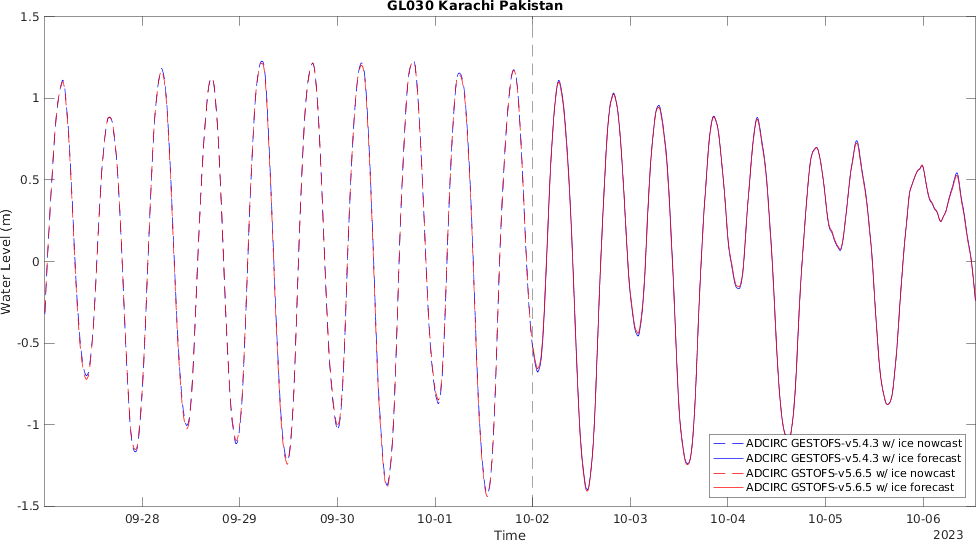 GL030 Karachi Pakistan
1.5
1
0.5
0
-0.5
-1
-1.5
Water Level (m)
ADCIRC GESTOFS-v5.4.3 w/ ice nowcast
ADCIRC GESTOFS-v5.4.3 w/ ice forecast
ADCIRC GSTOFS-v5.6.5 w/ ice nowcast
ADCIRC GSTOFS-v5.6.5 w/ ice forecast
09-28 09-29 09-30 10-01 10-02 10-03 10-04 10-05 10-06
Time
2023